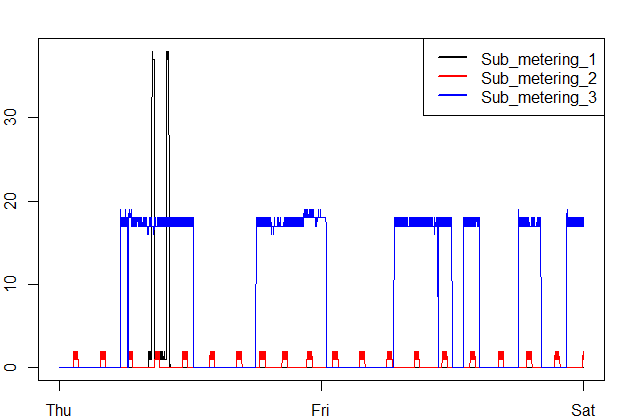 Sub_metering_1
Sub_metering_2
Sub_metering_3
30
20
10
0
Thu Fri Sat